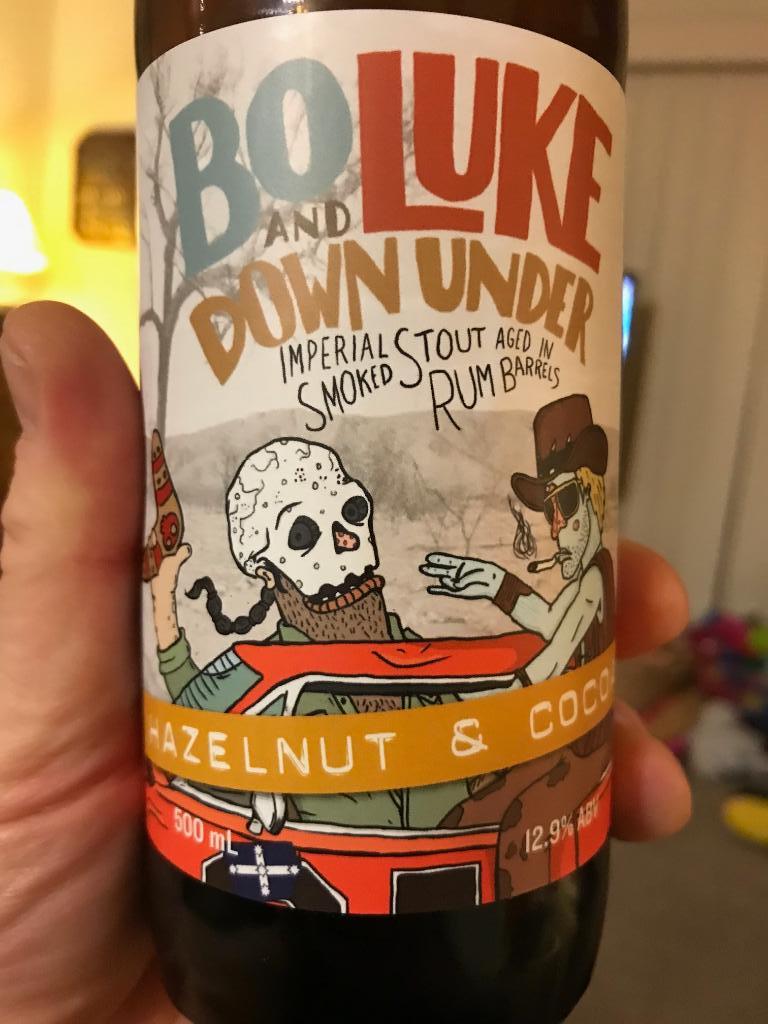 BO AND LUKE
DOWN UNDER
IMPERIAL STOUT AGED IN
SMOKED RUM BARRELS
HAZELNUT & COCO
500 mL
12.9% ABV